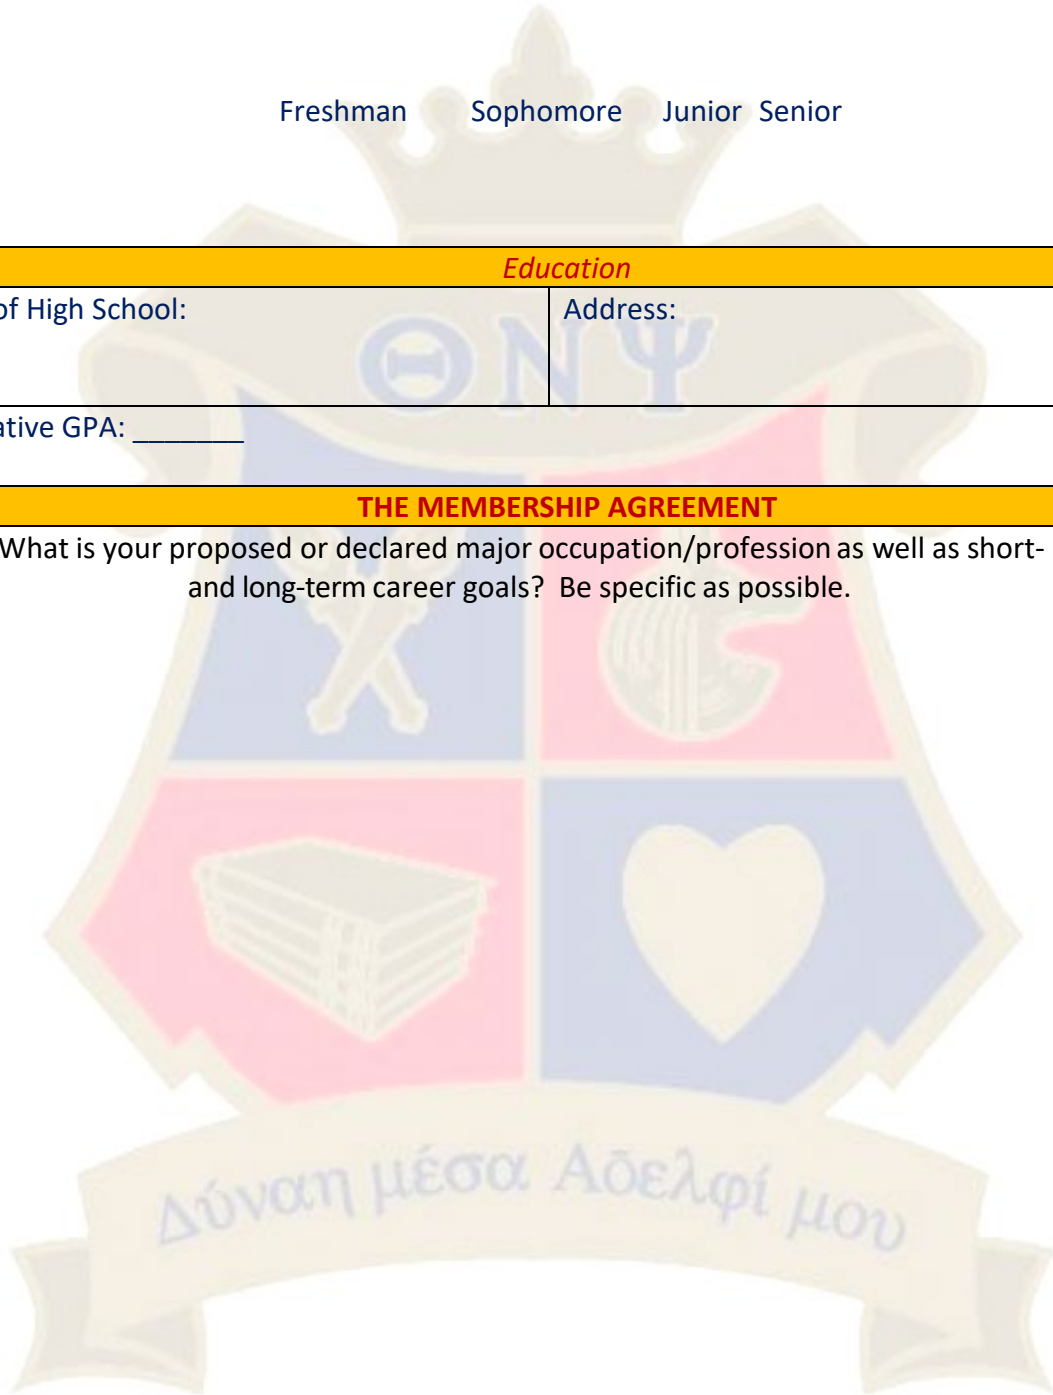 Freshman Sophomore Junior Senior
Education
of High School:
Address:
ative GPA: _______
THE MEMBERSHIP AGREEMENT
What is your proposed or declared major occupation/profession as well as short-
and long-term career goals? Be specific as possible.
ΘΝΨ
Δύναη μέσα Αδελφί μου